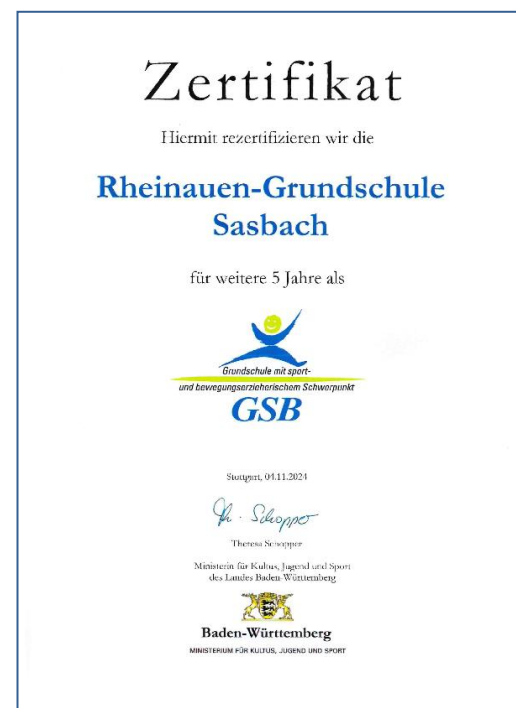 Zertifikat
Hiermit rezertifizieren wir die
Rheinauen-Grundschule
Sasbach
für weitere 5 Jahre als
Grundschule mit sport-
und bewegungserzieherischem Schwerpunkt
GSB
Stuttgart, 04.11.2024
Th. Schopper
Theresa Schopper
Ministerin für Kultus, Jugend und Sport
des Landes Baden-Württemberg
Baden-Württemberg
MINISTERIUM FÜR KULTUS, JUGEND UND SPORT